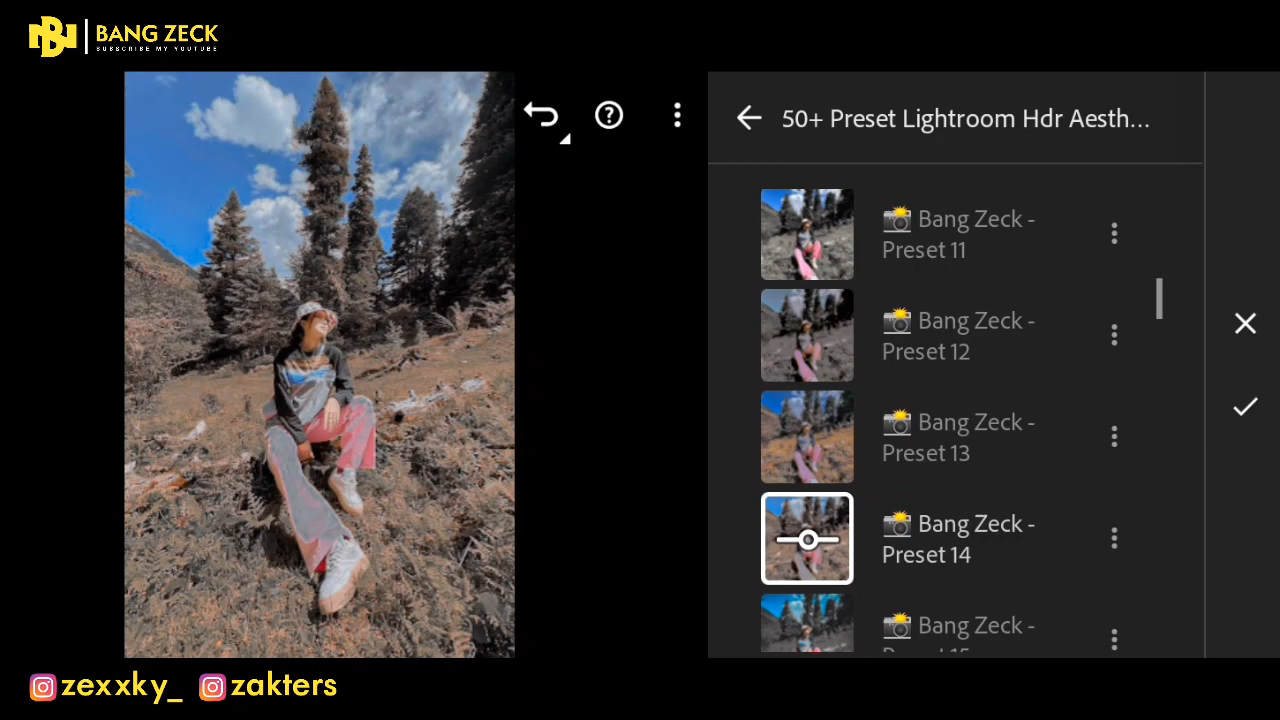 BANG ZECK
SUBSCRIBE MY YOUTUBE
50+ Preset Lightroom Hdr Aesth...
Bang Zeck -
Preset 11
Bang Zeck -
Preset 12
Bang Zeck -
Preset 13
Bang Zeck -
Preset 14
Bang Zeck -
zexxky_ zakters